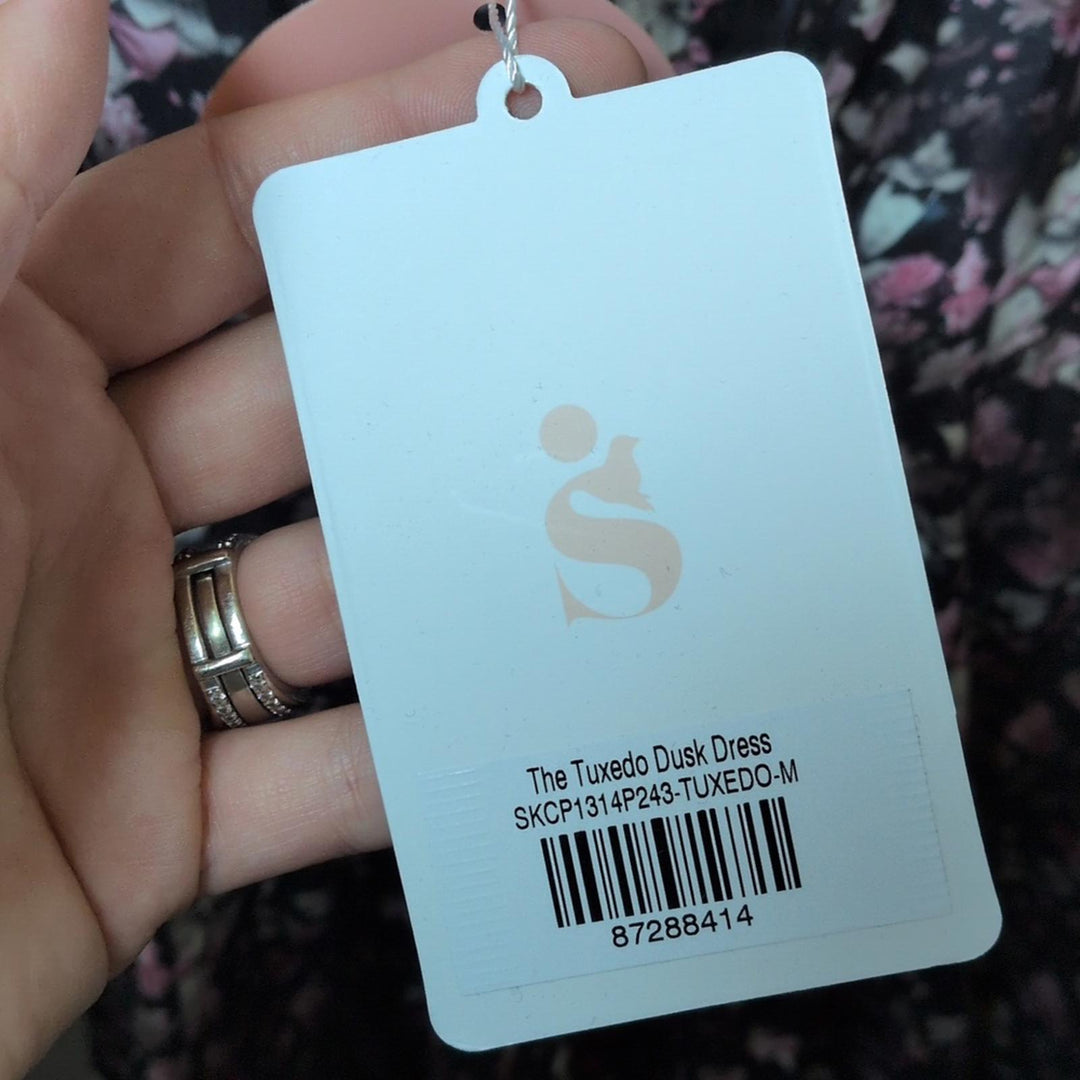 S
The Tuxedo Dusk Dress
SKCP1314P243-TUXEDO-M
87288414